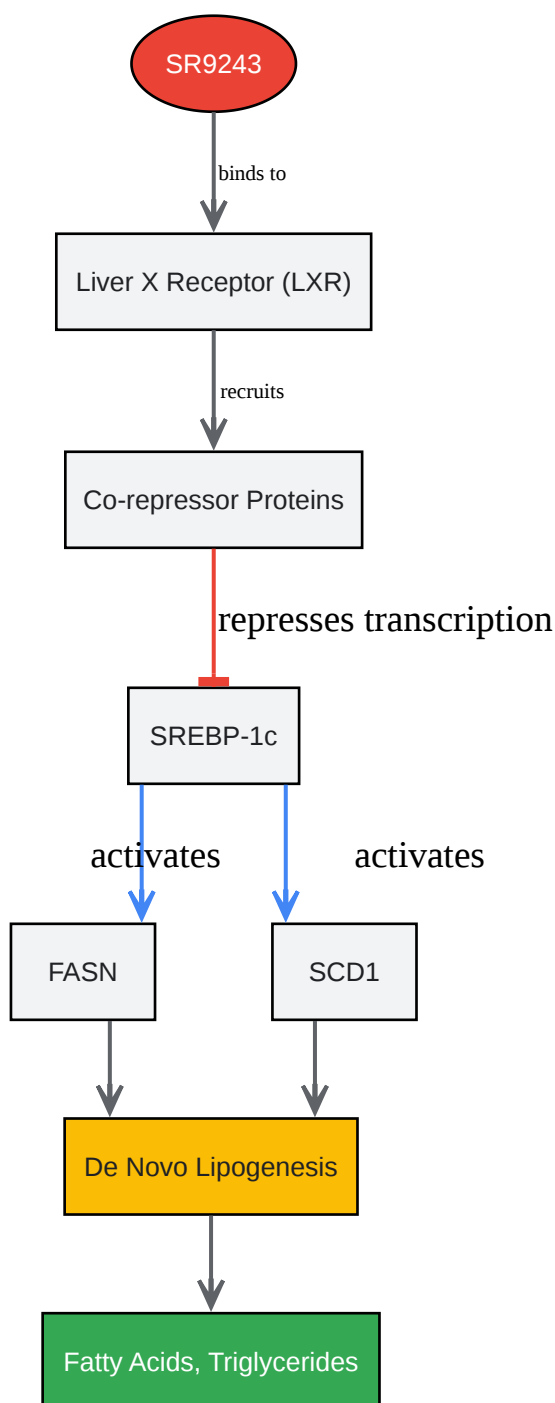 SR9243
binds to
Liver X Receptor (LXR)
recruits
Co-repressor Proteins
represses transcription
SREBP-1c
activates
activates
FASN
SCD1
De Novo Lipogenesis
Fatty Acids, Triglycerides